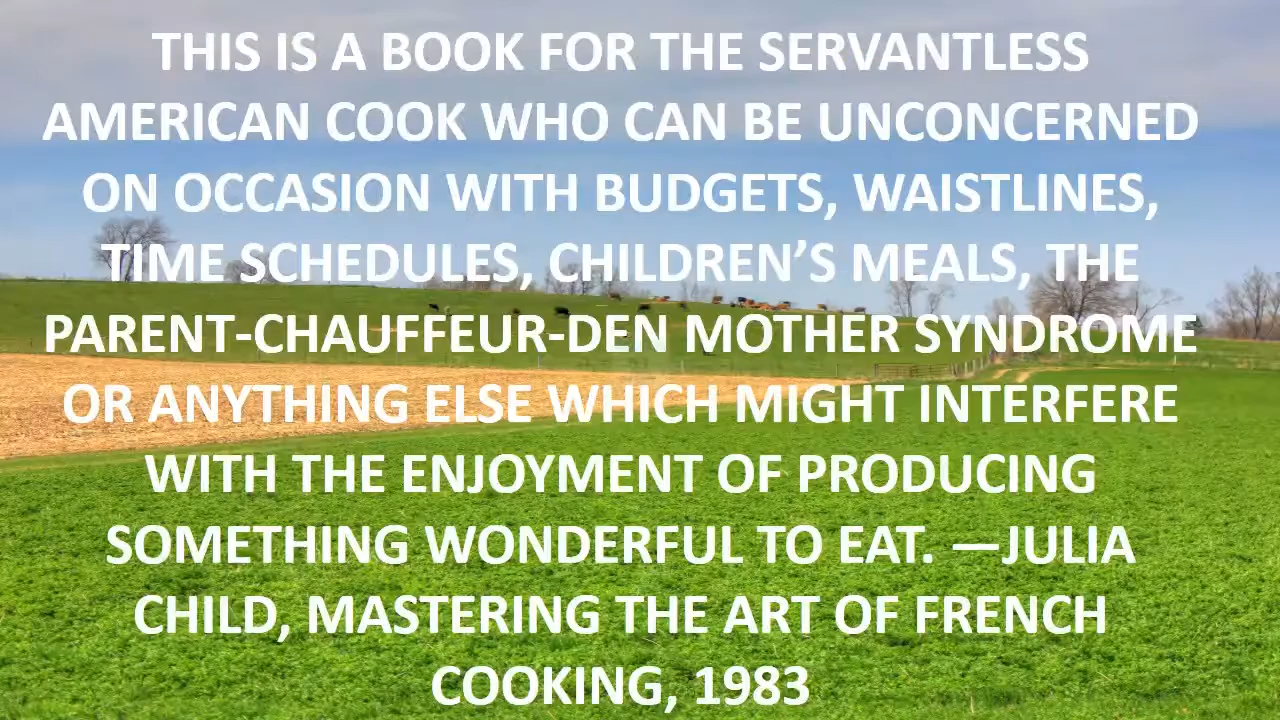 THIS IS A BOOK FOR THE SERVANTLESS
AMERICAN COOK WHO CAN BE UNCONCERNED
ON OCCASION WITH BUDGETS, WAISTLINES,
TIME SCHEDULES, CHILDREN’S MEALS, THE
PARENT-CHAUFFEUR-DEN MOTHER SYNDROME
OR ANYTHING ELSE WHICH MIGHT INTERFERE
WITH THE ENJOYMENT OF PRODUCING
SOMETHING WONDERFUL TO EAT. —JULIA
CHILD, MASTERING THE ART OF FRENCH
COOKING, 1983